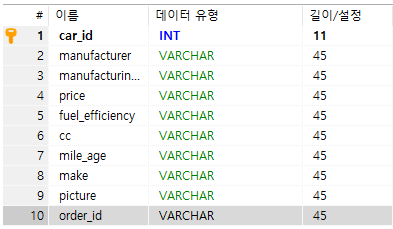 # 이름 데이터 유형 길이/설정
1 car_id INT 11
2 manufacturer VARCHAR 45
3 manufacturin... VARCHAR 45
4 price VARCHAR 45
5 fuel_efficiency VARCHAR 45
6 cc VARCHAR 45
7 mile_age VARCHAR 45
8 make VARCHAR 45
9 picture VARCHAR 45
10 order_id VARCHAR 45